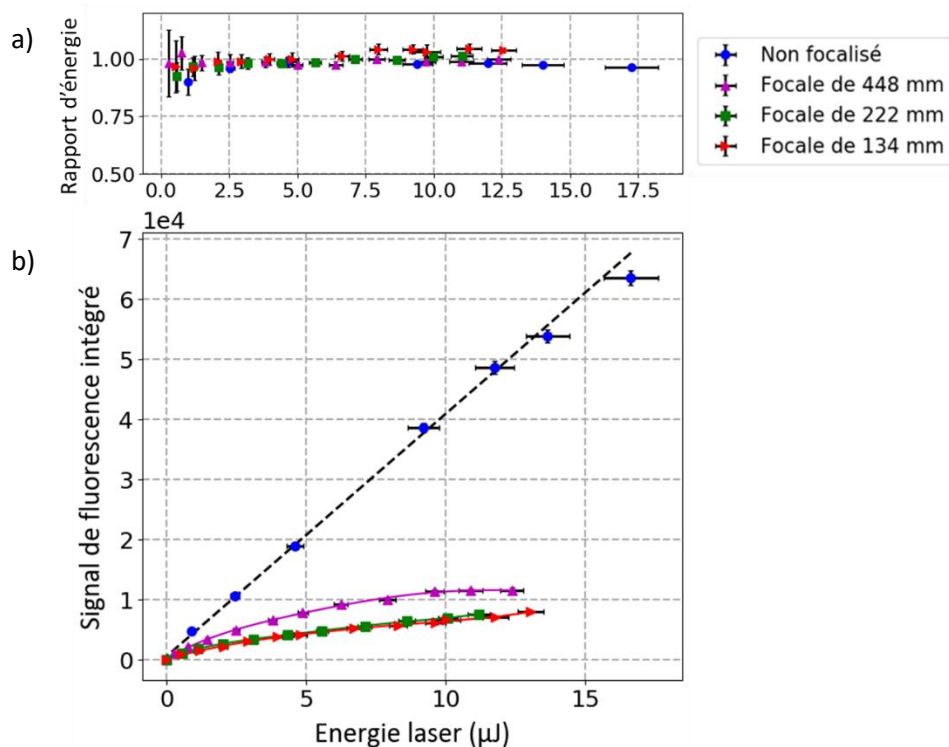 a)
Rapport d'énergie
1.00
0.75
0.50
0.0 2.5 5.0 7.5 10.0 12.5 15.0 17.5
Non focalisé
Focale de 448 mm
Focale de 222 mm
Focale de 134 mm
b)
1e4
Signal de fluorescence intégré
7
6
5
4
3
2
1
0
0 5 10 15
Energie laser (µJ)